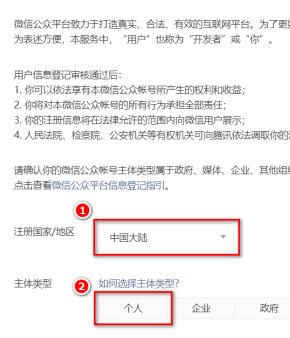 微信公众平台致力于打造真实、合法、有效的互联网平台。为了更
为表述方便，本服务中，“用户”也称为“开发者”或“你”。
用户信息登记审核通过后：
1. 你可以依法享有本微信公众帐号所产生的权利和收益；
2. 你将对本微信公众帐号的所有行为承担全部责任；
3. 你的注册信息将在法律允许的范围内向微信用户展示；
4. 人民法院、检察院、公安机关等有权机关可向腾讯依法调取你的
请确认你的微信公众帐号主体类型属于政府、媒体、企业、其他组
点击查看微信公众平台信息登记指引。
1
注册国家/地区 中国大陆
主体类型 2 如何选择主体类型?
个人 企业 政府